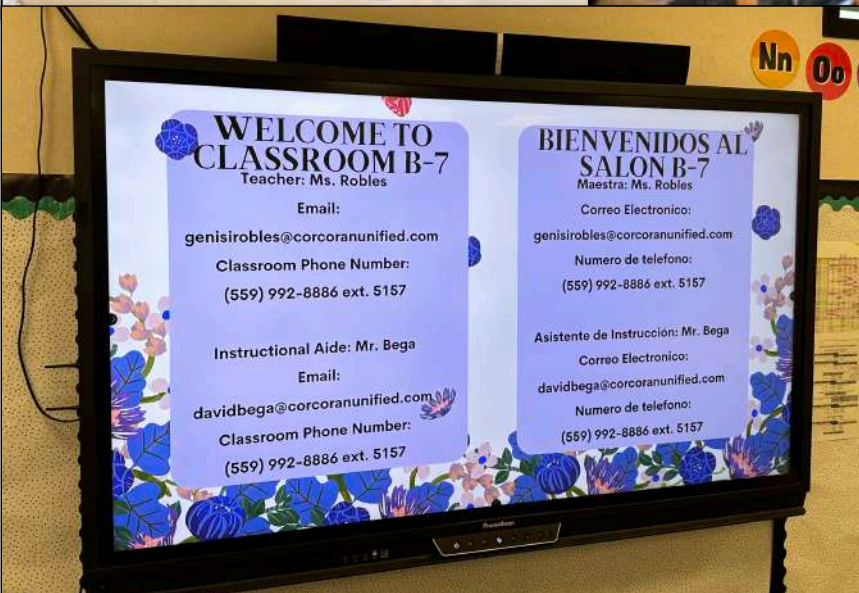 WELCOME TO
CLASSROOM B-7
Teacher: Ms. Robles
Email:
genisirobles@corcoranunified.com
Classroom Phone Number:
(559) 992-8886 ext. 5157
Instructional Aide: Mr. Bega
Email:
davidbega@corcoranunified.com
Classroom Phone Number:
(559) 992-8886 ext. 5157
BIENVENIDOS AL
SALON B-7
Maestra: Ms. Robles
Correo Electronico:
genisirobles@corcoranunified.com
Numero de telefono:
(559) 992-8886 ext. 5157
Asistente de Instrucción: Mr. Bega
Correo Electronico:
davidbega@corcoranunified.com
Numero de telefono:
(559) 992-8886 ext. 5157
Nn
Oo
Promethean